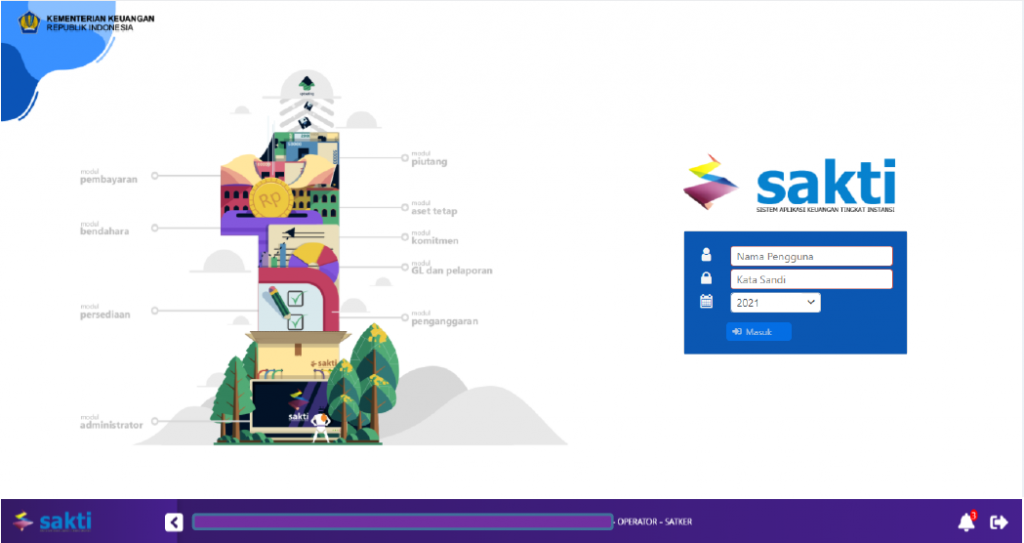 KEMENTERIAN KEUANGAN
REPUBLIK INDONESIA
modul
pembayaran
modul
bendahara
modul
persediaan
modul
administrator
modul
piutang
modul
aset tetap
modul
komitmen
modul
GL dan pelaporan
modul
penganggaran
Rp
e-sakti
sakti
sakti
SISTEM APLIKASI KEUANGAN TINGKAT INSTANSI
Nama Pengguna
Kata Sandi
2021
Masuk
sakti
- OPERATOR - SATKER
3